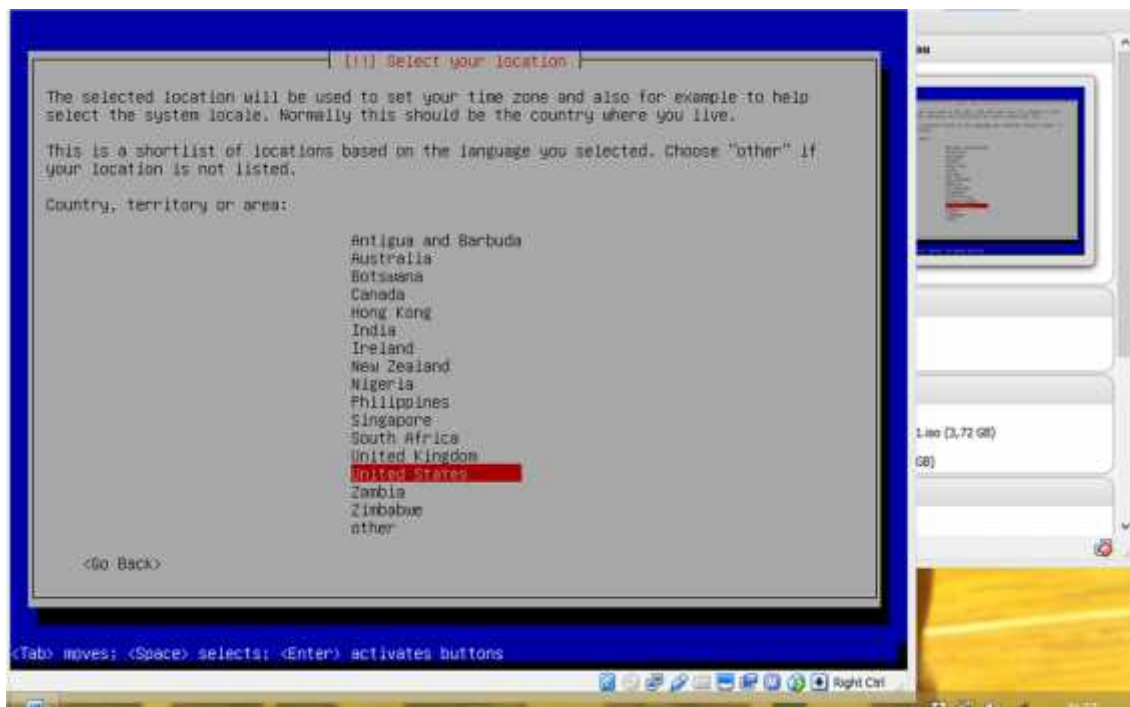 [!!] Select your location
The selected location will be used to set your time zone and also for example to help
select the system locale. Normally this should be the country where you live.
This is a shortlist of locations based on the language you selected. Choose "other" if
your location is not listed.
Country, territory or area:
Antigua and Barbuda
Australia
Botswana
Canada
Hong Kong
India
Ireland
New Zealand
Nigeria
Philippines
Singapore
South Africa
United Kingdom
United States
Zambia
Zimbabwe
other
<Go Back>
<Tab> moves; <Space> selects; <Enter> activates buttons
1.iso (3,72 GB)
GB)
Right Ctrl